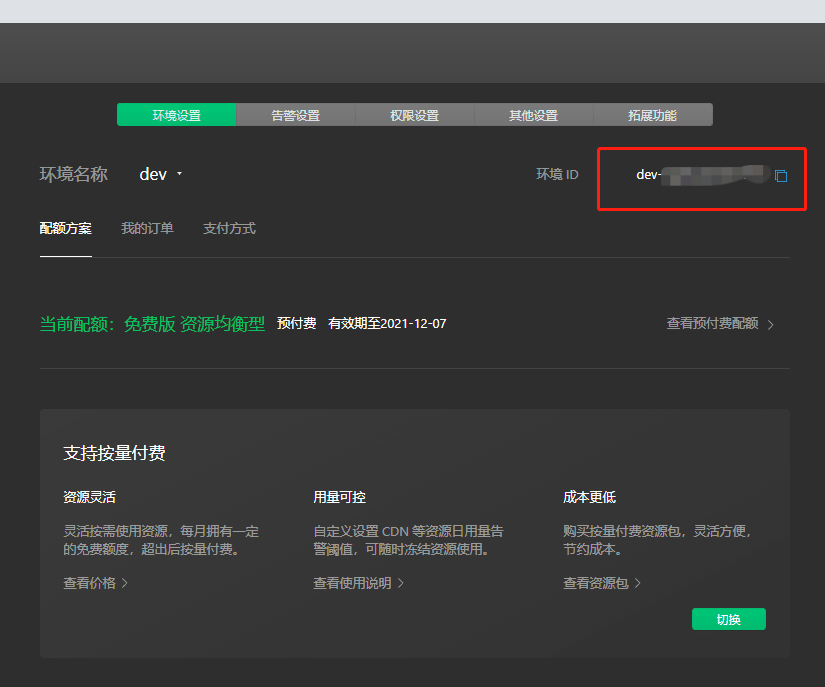 环境设置 告警设置 权限设置 其他设置 拓展功能
环境名称 dev 环境 ID dev-
配额方案 我的订单 支付方式
当前配额：免费版 资源均衡型 预付费 有效期至2021-12-07 查看预付费配额
支持按量付费
资源灵活
灵活按需使用资源，每月拥有一定
的免费额度，超出后按量付费。
查看价格
用量可控
自定义设置 CDN 等资源日用量告
警阈值，可随时冻结资源使用。
查看使用说明
成本更低
购买按量付费资源包，灵活方便，
节约成本。
查看资源包
切换